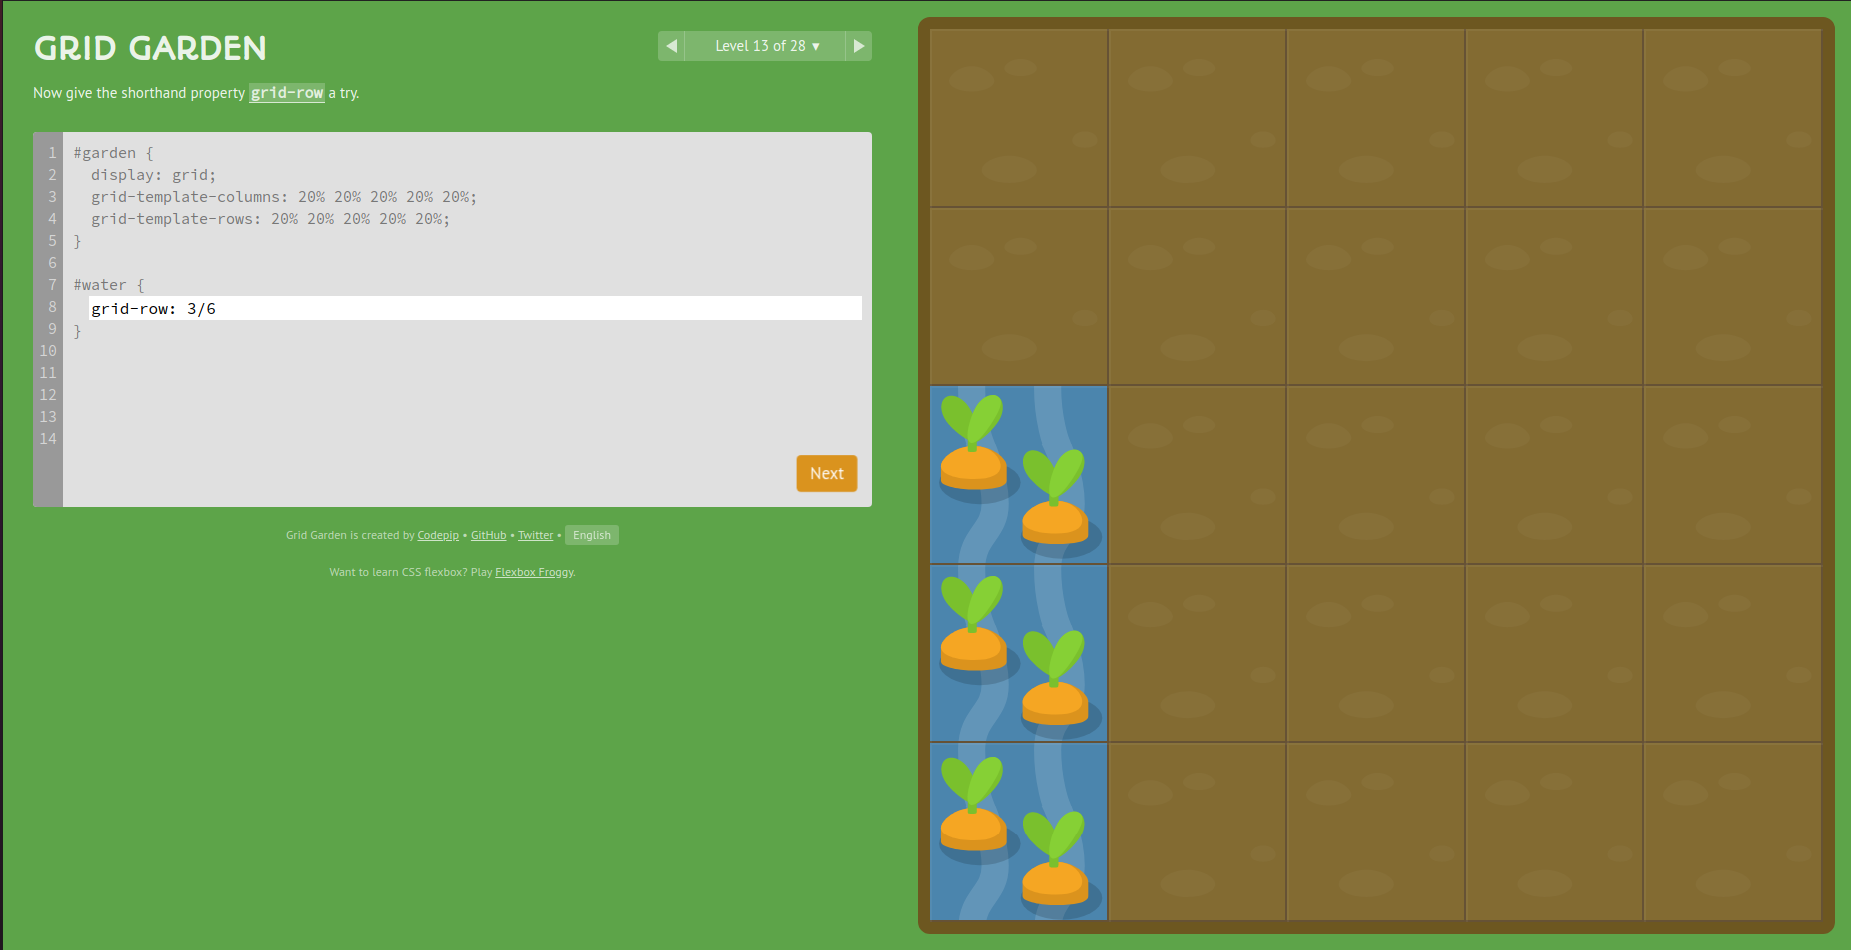 GRID GARDEN
◀ Level 13 of 28 ▼ ▶
Now give the shorthand property grid-row a try.
1 #garden {
2 display: grid;
3 grid-template-columns: 20% 20% 20% 20% 20%;
4 grid-template-rows: 20% 20% 20% 20% 20%;
5 }
6
7 #water {
8 grid-row: 3/6
9 }
10
11
12
13
14
Next
Grid Garden is created by Codepip • GitHub • Twitter • English
Want to learn CSS flexbox? Play Flexbox Froggy.